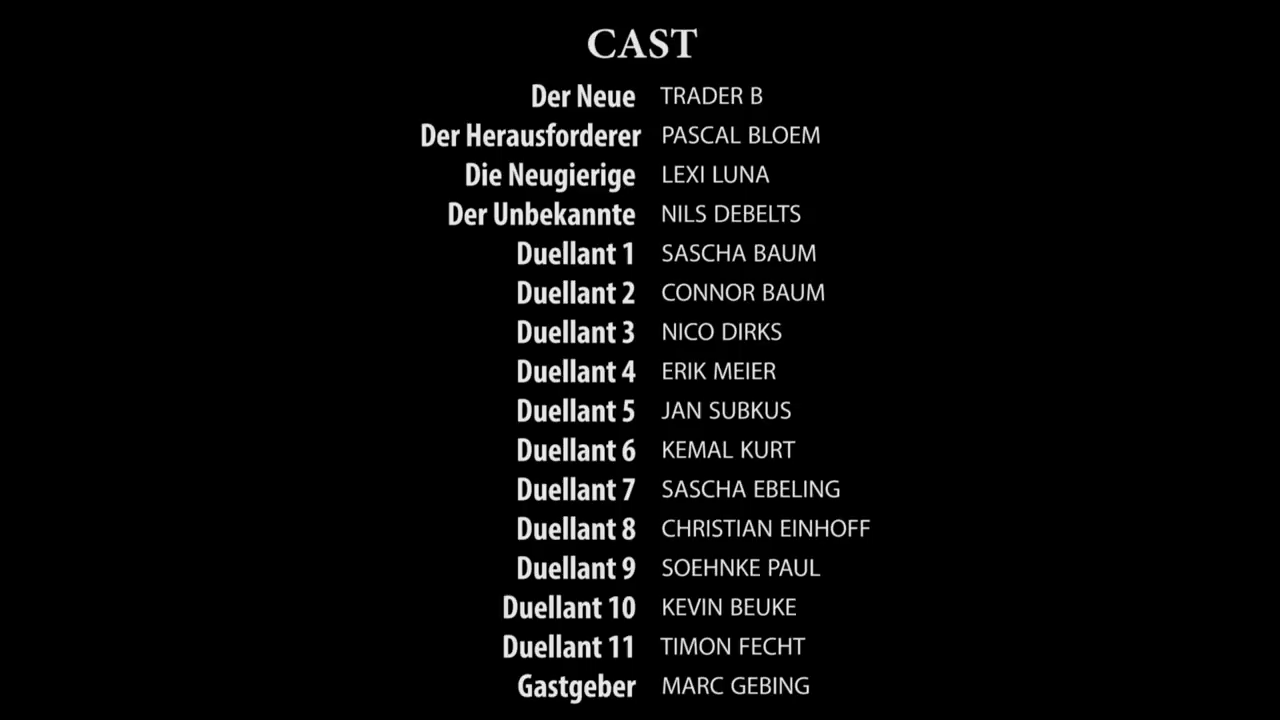 CAST
Der Neue TRADER B
Der Herausforderer PASCAL BLOEM
Die Neugierige LEXI LUNA
Der Unbekannte NILS DEBELTS
Duellant 1 SASCHA BAUM
Duellant 2 CONNOR BAUM
Duellant 3 NICO DIRKS
Duellant 4 ERIK MEIER
Duellant 5 JAN SUBKUS
Duellant 6 KEMAL KURT
Duellant 7 SASCHA EBELING
Duellant 8 CHRISTIAN EINHOFF
Duellant 9 SOEHNKE PAUL
Duellant 10 KEVIN BEUKE
Duellant 11 TIMON FECHT
Gastgeber MARC GEBING